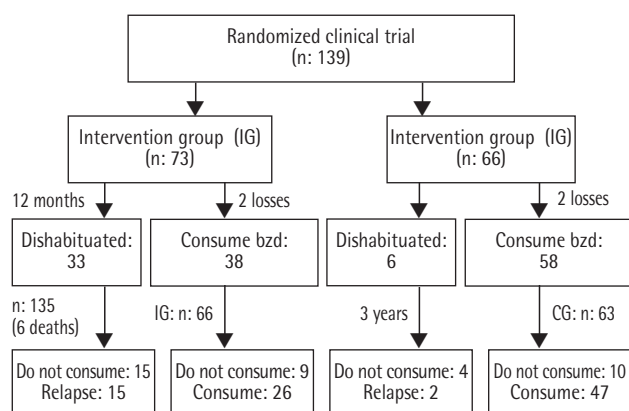 Randomized clinical trial
(n: 139)
Intervention group (IG)
(n: 73)
Intervention group (IG)
(n: 66)
12 months
2 losses
2 losses
Dishabituated:
33
Consume bzd:
38
Dishabituated:
6
Consume bzd:
58
n: 135
(6 deaths)
IG: n: 66
3 years
CG: n: 63
Do not consume: 15
Relapse: 15
Do not consume: 9
Consume: 26
Do not consume: 4
Relapse: 2
Do not consume: 10
Consume: 47